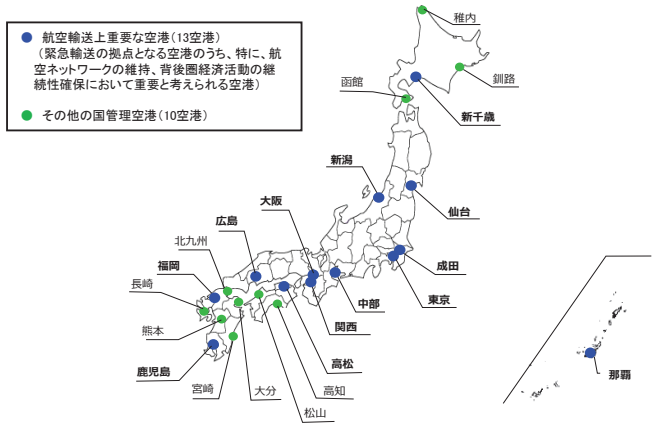 航空輸送上重要な空港(13空港)
(緊急輸送の拠点となる空港のうち、特に、航
空ネットワークの維持、背後圏経済活動の継
続性確保において重要と考えられる空港)
その他の国管理空港(10空港)
稚内
釧路
函館
新千歳
新潟
仙台
大阪
広島
北九州
福岡
成田
長崎
中部
東京
関西
熊本
高松
鹿児島
那覇
宮崎
大分
高知
松山